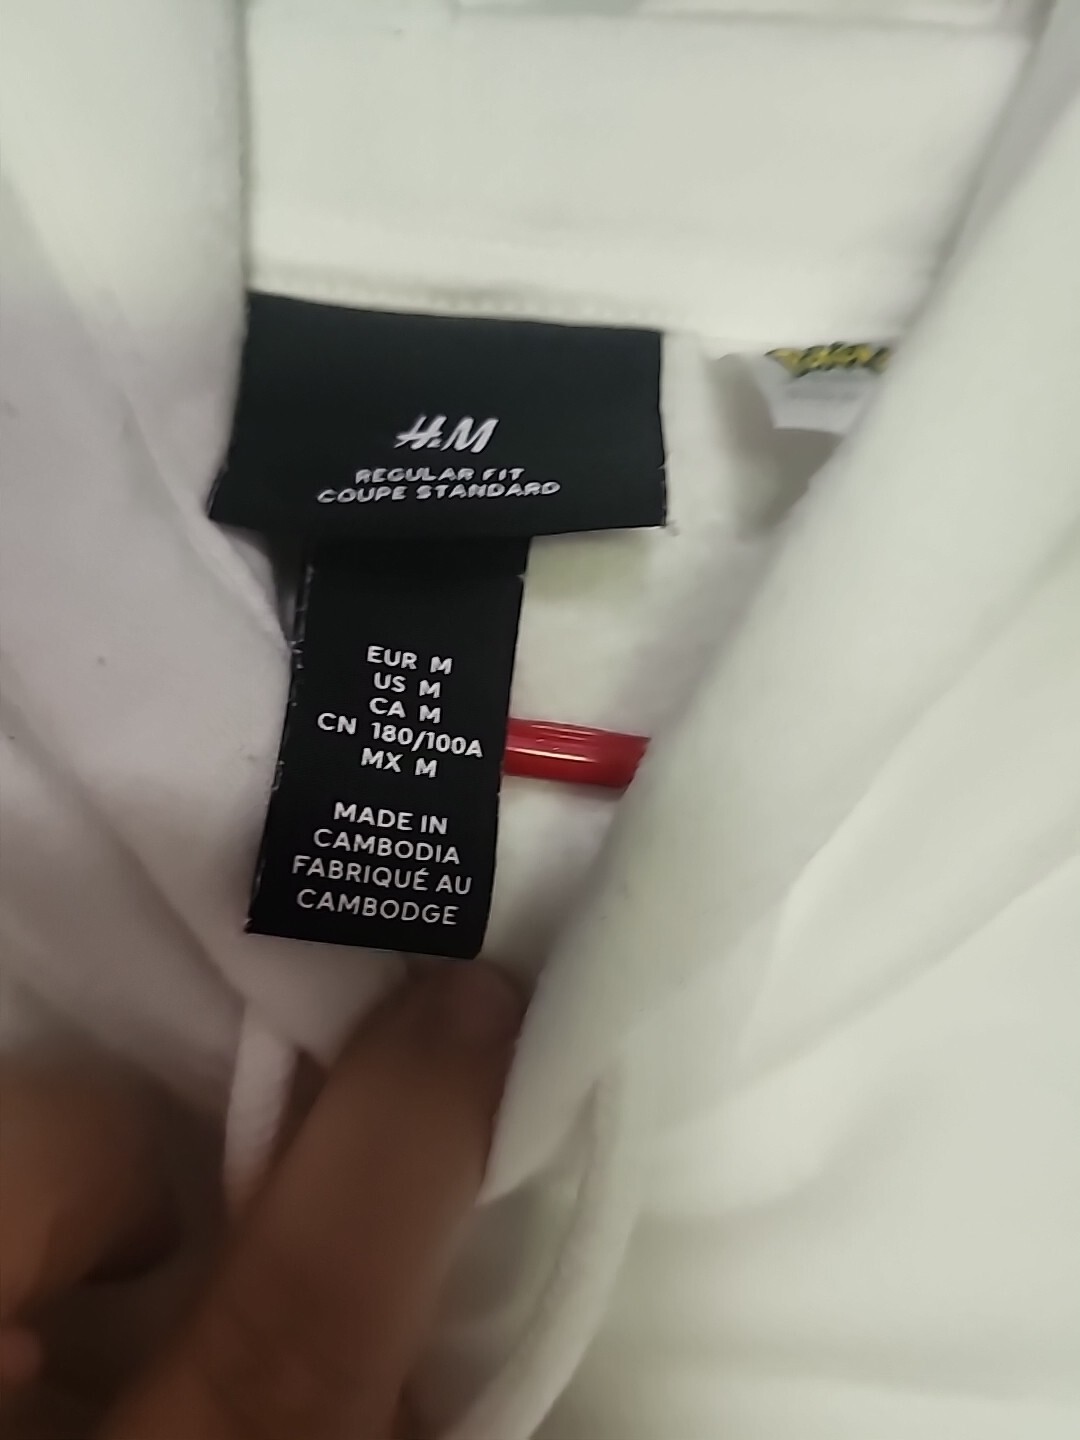 H&M
REGULAR FIT
COUPE STANDARD
EUR M
US M
CA M
CN 180/100A
MX M
MADE IN
CAMBODIA
FABRIQUÉ AU
CAMBODGE